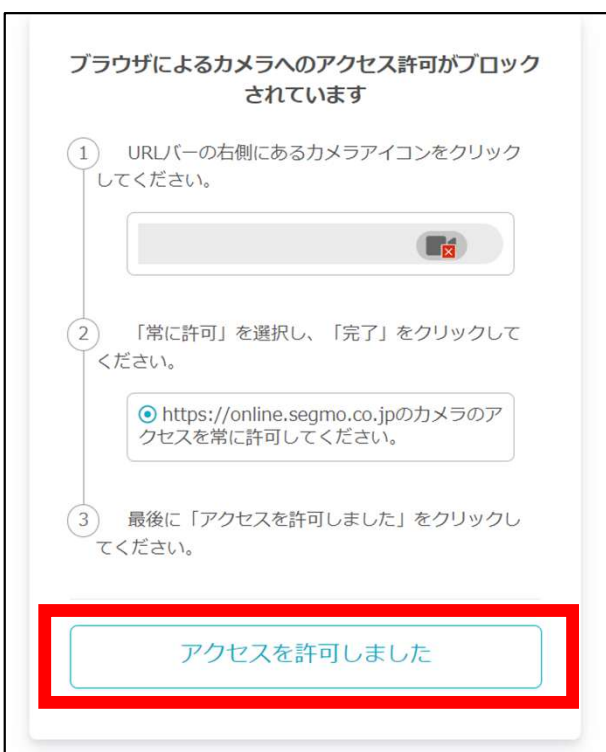 ブラウザによるカメラへのアクセス許可がブロック
されています
1 URLバーの右側にあるカメラアイコンをクリック
してください。
2 「常に許可」を選択し、「完了」をクリックして
ください。
https://online.segmo.co.jpのカメラのア
クセスを常に許可してください。
3 最後に「アクセスを許可しました」をクリックし
てください。
アクセスを許可しました